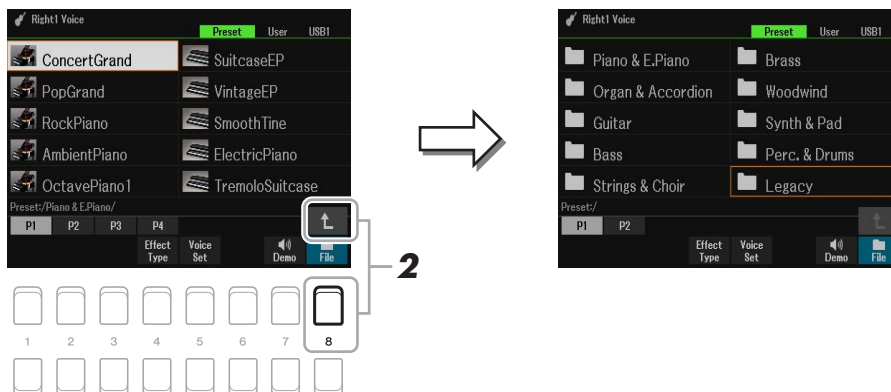 Right1 Voice
Preset User USB1
ConcertGrand SuitcaseEP
PopGrand VintageEP
RockPiano SmoothTine
AmbientPiano ElectricPiano
OctavePiano1 TremoloSuitcase
Preset:/Piano & E.Piano/
P1 P2 P3 P4
Effect Type Voice Set Demo File
2
1 2 3 4 5 6 7 8
Right1 Voice
Preset User USB1
Piano & E.Piano Brass
Organ & Accordion Woodwind
Guitar Synth & Pad
Bass Perc. & Drums
Strings & Choir Legacy
Preset:/
P1 P2
Effect Type Voice Set Demo File